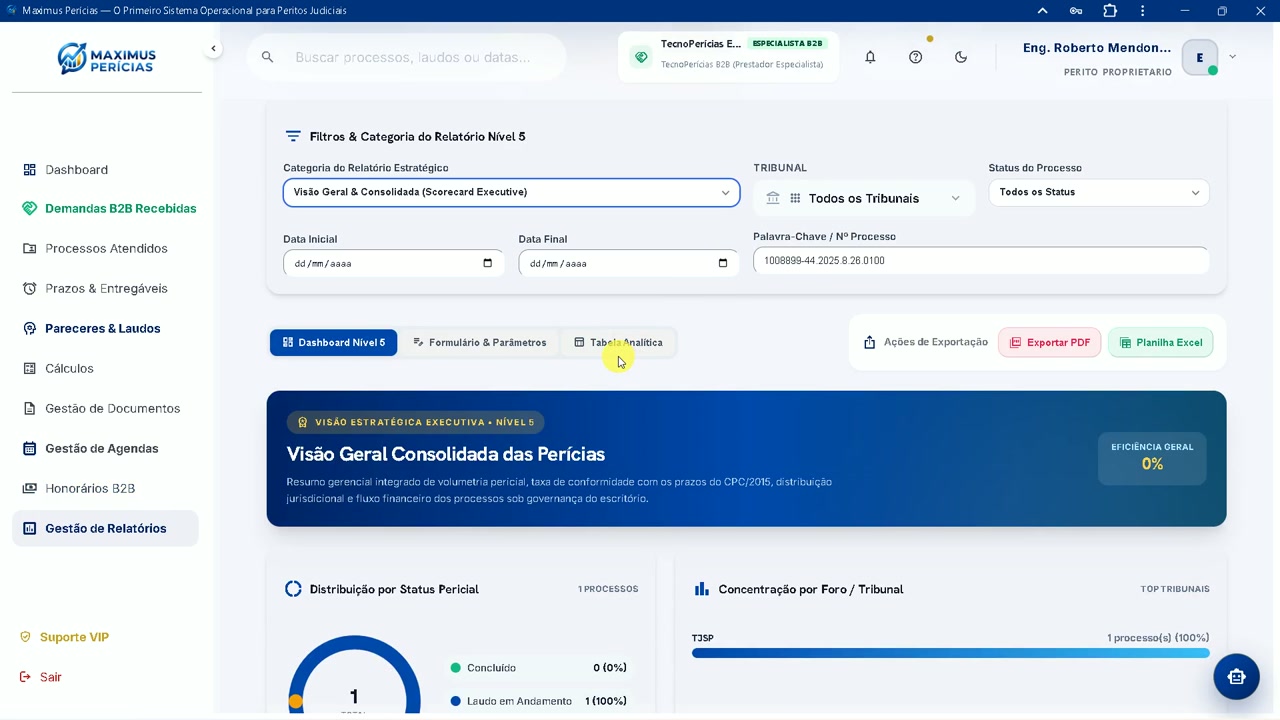 Maximus Perícias — O Primeiro Sistema Operacional para Peritos Judiciais
MAXIMUS
PERÍCIAS
Buscar processos, laudos ou datas...
TecnoPerícias E... ESPECIALISTA B2B
TecnoPerícias B2B (Prestador Especialista)
Eng. Roberto Mendon...
PERITO PROPRIETARIO
E
Dashboard
Demandas B2B Recebidas
Processos Atendidos
Prazos & Entregáveis
Pareceres & Laudos
Cálculos
Gestão de Documentos
Gestão de Agendas
Honorários B2B
Gestão de Relatórios
Suporte VIP
Sair
Filtros & Categoria do Relatório Nível 5
Categoria do Relatório Estratégico
Visão Geral & Consolidada (Scorecard Executive)
TRIBUNAL
Todos os Tribunais
Status do Processo
Todos os Status
Data Inicial
dd/mm/aaaa
Data Final
dd/mm/aaaa
Palavra-Chave / Nº Processo
1008899-44.2025.8.26.0100
Dashboard Nível 5
Formulário & Parâmetros
Tabela Analítica
Ações de Exportação
Exportar PDF
Planilha Excel
VISÃO ESTRATÉGICA EXECUTIVA • NÍVEL 5
Visão Geral Consolidada das Perícias
Resumo gerencial integrado de volumetria pericial, taxa de conformidade com os prazos do CPC/2015, distribuição
jurisdicional e fluxo financeiro dos processos sob governança do escritório.
EFICIÊNCIA GERAL
0%
Distribuição por Status Pericial
1 PROCESSOS
1
Concluído 0 (0%)
Laudo em Andamento 1 (100%)
Concentração por Foro / Tribunal
TOP TRIBUNAIS
TJSP
1 processo(s) (100%)